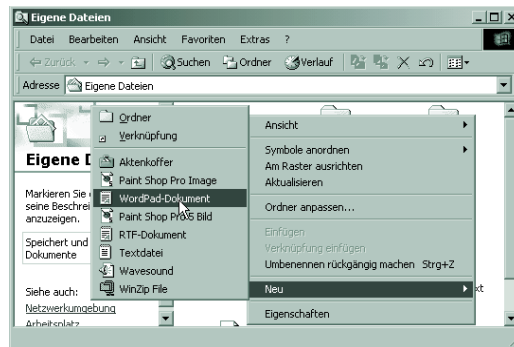 Eigene Dateien
Datei Bearbeiten Ansicht Favoriten Extras ?
Zurück Suchen Ordner Verlauf
Adresse Eigene Dateien
Eigene D
Markieren Sie
seine Beschrei
anzuzeigen.
Speichert und
Dokumente
Siehe auch:
Netzwerkumgebung
Arbeitsplatz
Ordner
Verknüpfung
Aktenkoffer
Paint Shop Pro Image
WordPad-Dokument
Paint Shop Pro 5 Bild
RTF-Dokument
Textdatei
Wavesound
WinZip File
Ansicht
Symbole anordnen
Am Raster ausrichten
Aktualisieren
Ordner anpassen...
Einfügen
Verknüpfung einfügen
Umbenennen rückgängig machen Strg+Z
Neu
Eigenschaften
xt